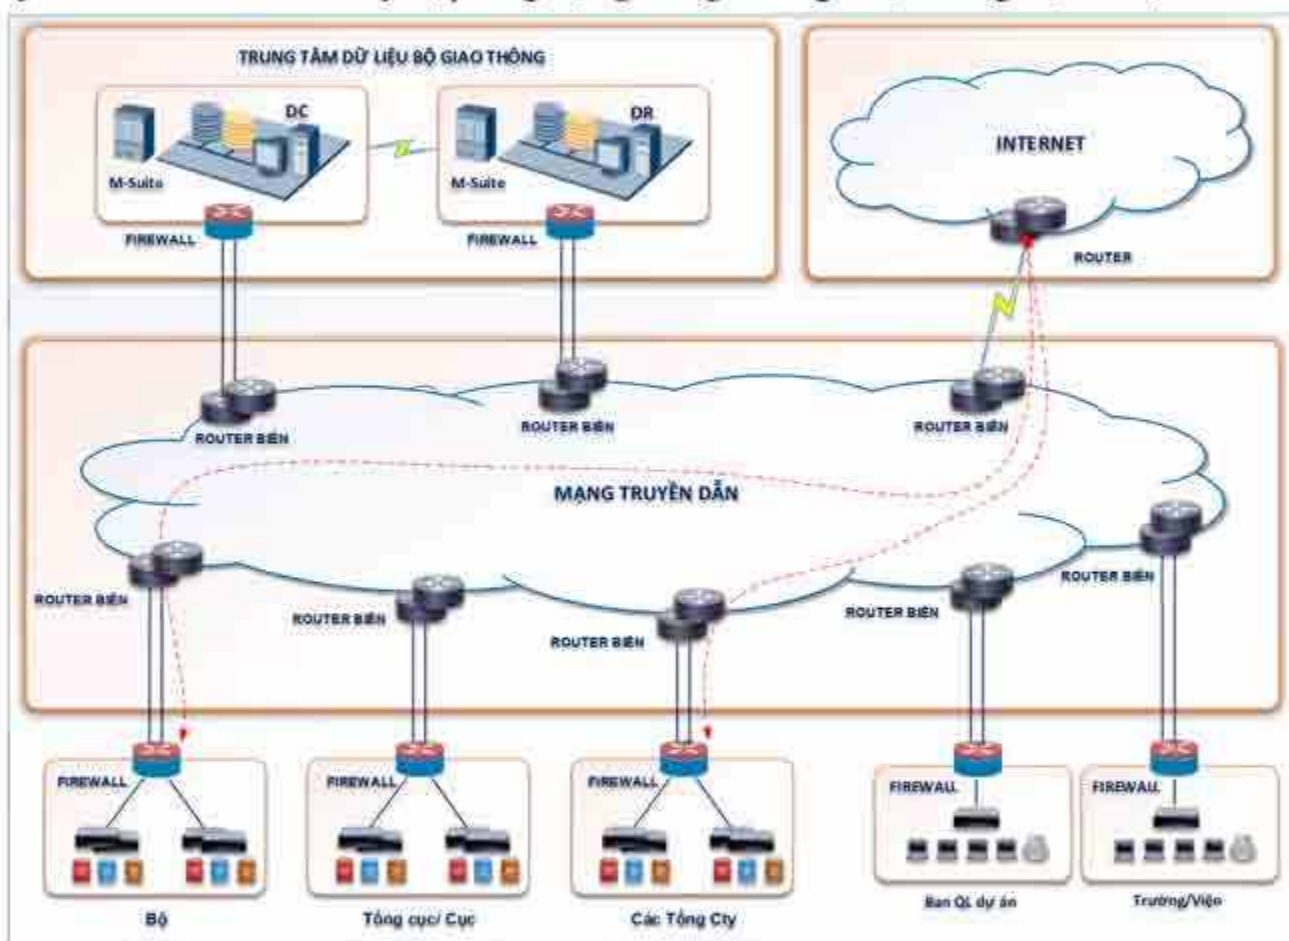 TRUNG TÂM DỮ LIỆU BỘ GIAO THÔNG
DC
M-Suite
FIREWALL
DR
M-Suite
FIREWALL
INTERNET
ROUTER
ROUTER BIÊN
ROUTER BIÊN
ROUTER BIÊN
MẠNG TRUYỀN DẪN
ROUTER BIÊN
ROUTER BIÊN
ROUTER BIÊN
ROUTER BIÊN
ROUTER BIÊN
FIREWALL
FIREWALL
FIREWALL
FIREWALL
FIREWALL
Bộ
Tổng cục/ Cục
Các Tổng Cty
Ban QL dự án
Trường/Viện